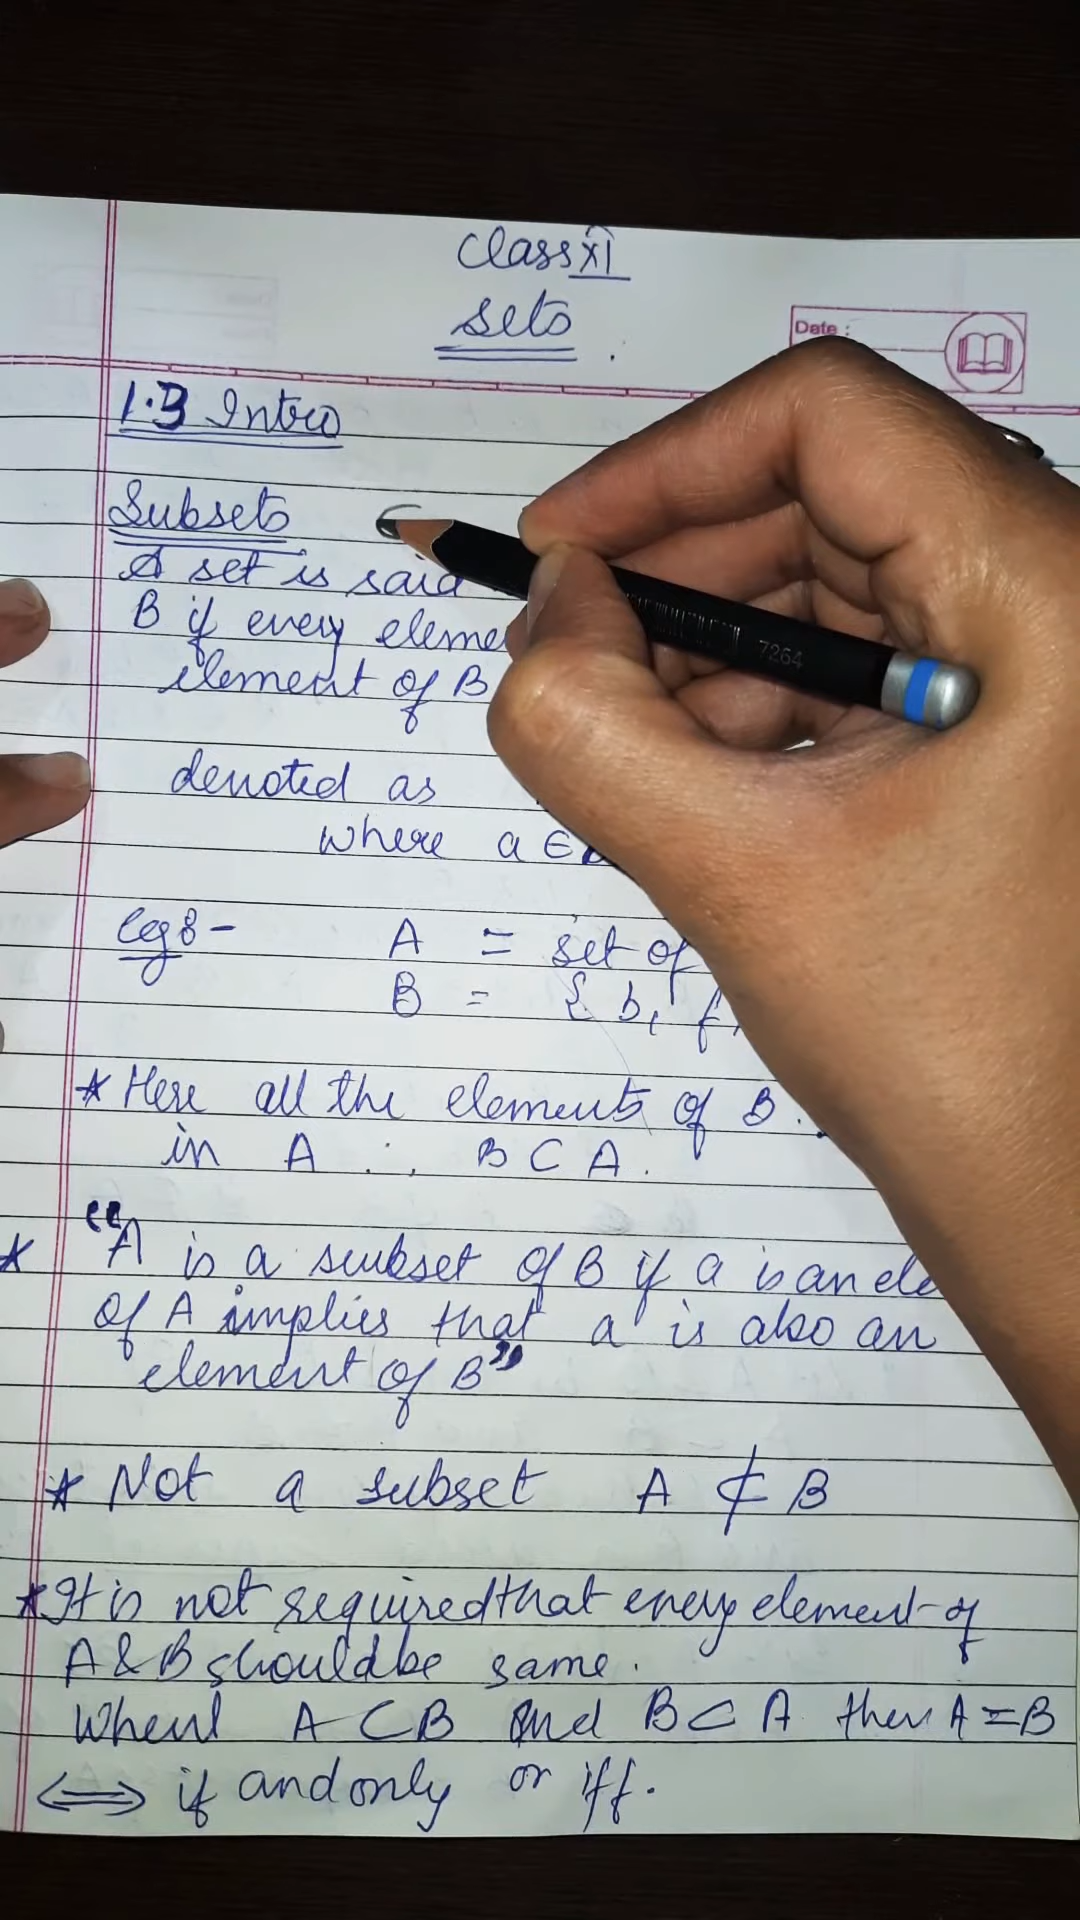 Class XI
Sets
Date :
1.3 Intro
Subsets
A set is said
B if every
element of B
denoted as
where a ∈
eg:-
A = set of
B = { b, f,
7264
* Here all the elements of B
in A ∴ B ⊂ A.
* "A is a subset of B if a is an
of A implies that a is also an
element of B"
* Not a subset A ⊄ B
* It is not required that every element of
A & B should be same.
When A ⊂ B and B ⊂ A then A = B
⟺ if and only or iff.